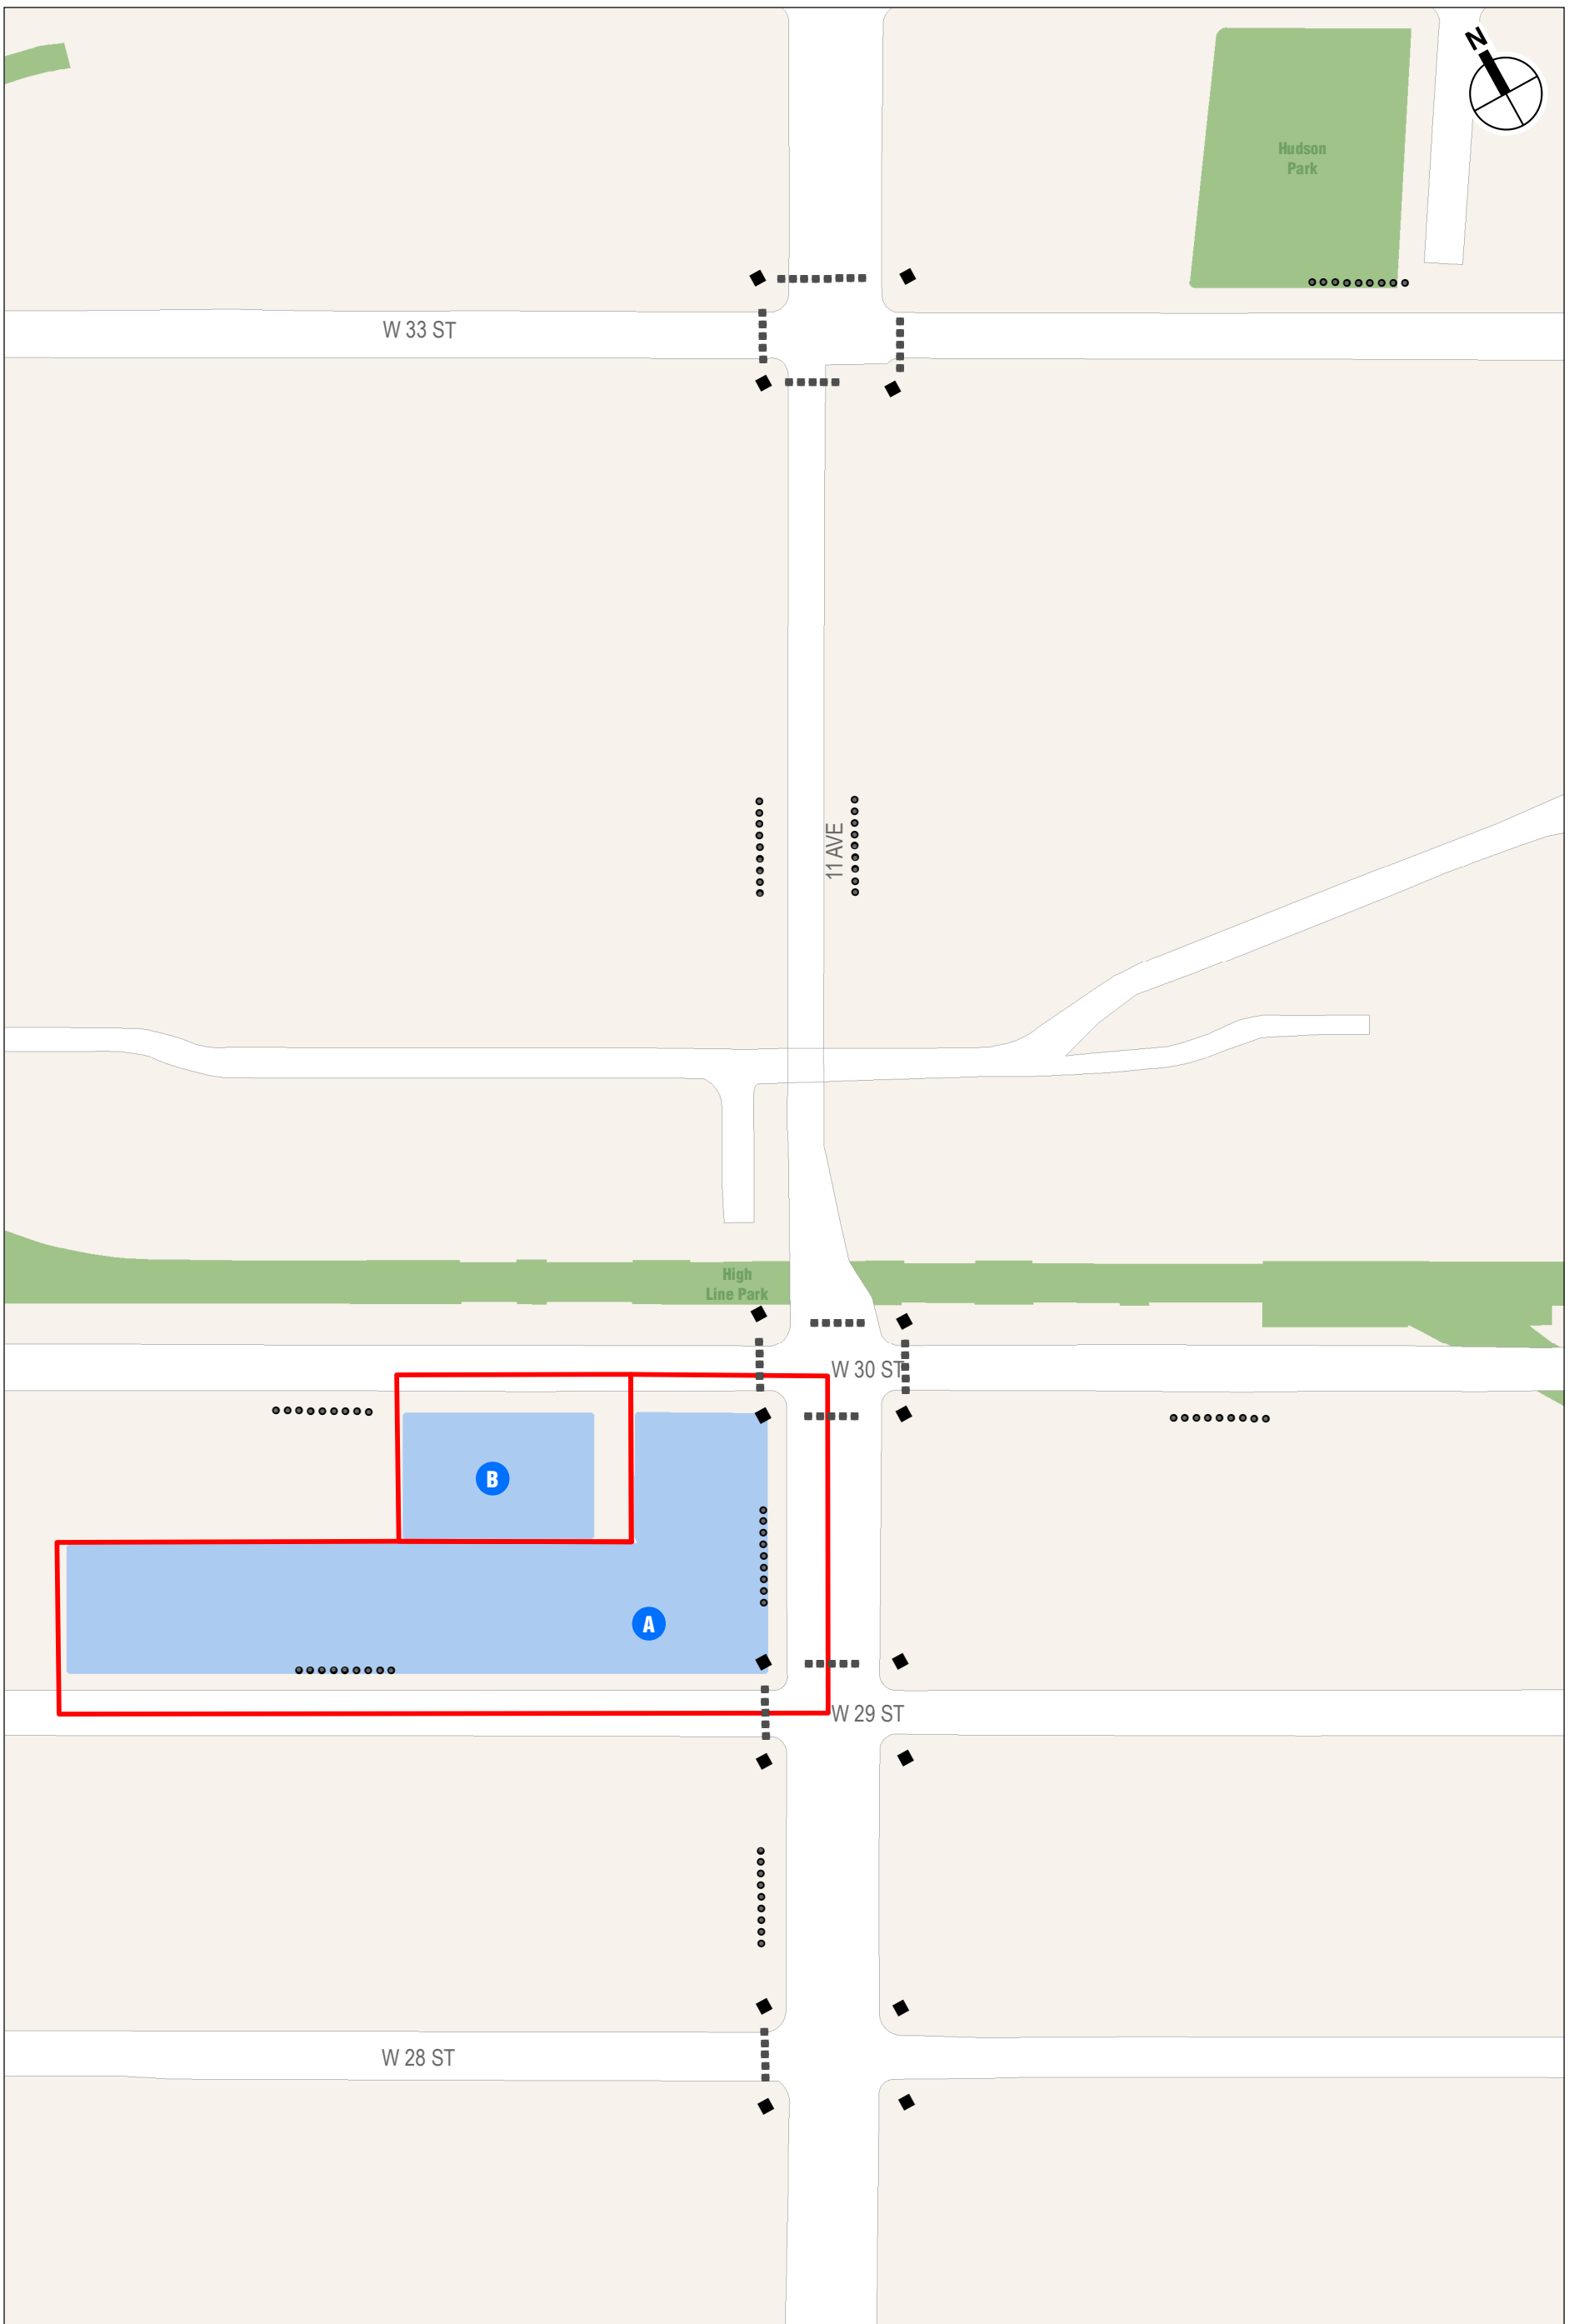 N
Hudson
Park
W 33 ST
11 AVE
High
Line Park
W 30 ST
B
A
W 29 ST
W 28 ST